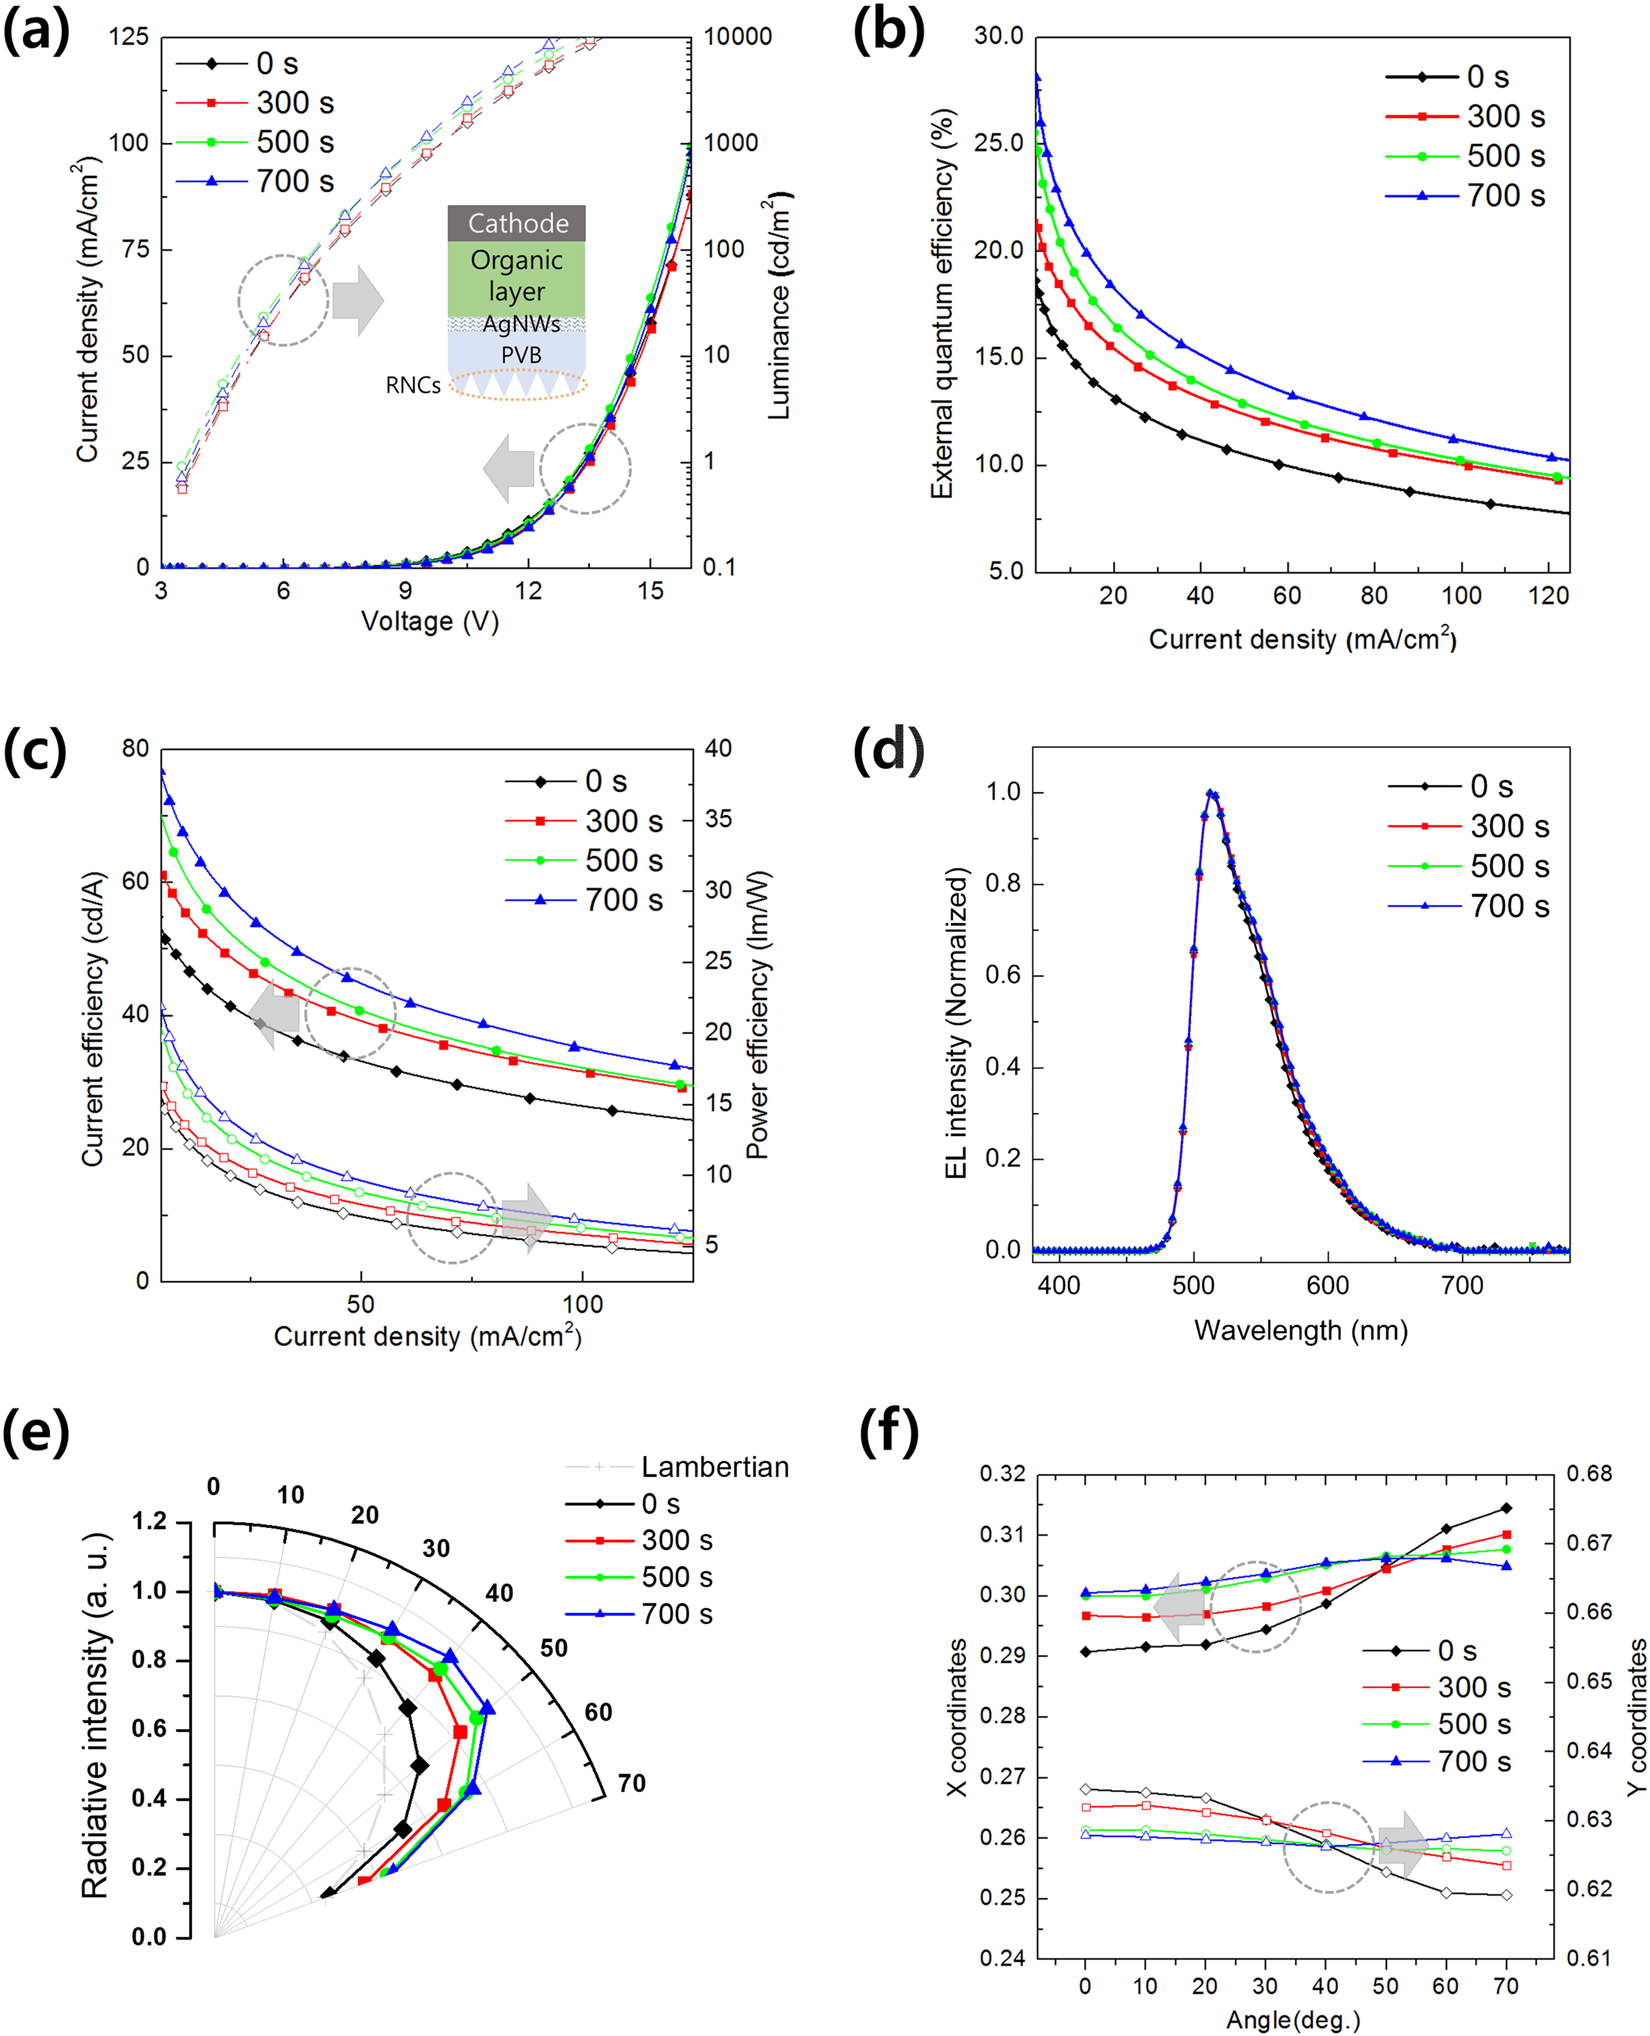 (a)
125
100
75
50
25
0
Current density (mA/cm²)
3 6 9 12 15
Voltage (V)
10000
1000
100
10
1
0.1
Luminance (cd/m²)
0 s
300 s
500 s
700 s
Cathode
Organic
layer
AgNWs
PVB
RNCs
(b)
30.0
25.0
20.0
15.0
10.0
5.0
External quantum efficiency (%)
20 40 60 80 100 120
Current density (mA/cm²)
0 s
300 s
500 s
700 s
(c)
80
60
40
20
0
Current efficiency (cd/A)
50 100
Current density (mA/cm²)
40
35
30
25
20
15
10
5
Power efficiency (lm/W)
0 s
300 s
500 s
700 s
(d)
1.0
0.8
0.6
0.4
0.2
0.0
EL intensity (Normalized)
400 500 600 700
Wavelength (nm)
0 s
300 s
500 s
700 s
(e)
Lambertian
0 s
300 s
500 s
700 s
0 10 20 30 40 50 60 70
1.2
1.0
0.8
0.6
0.4
0.2
0.0
Radiative intensity (a. u.)
(f)
0.32
0.31
0.30
0.29
0.28
0.27
0.26
0.25
0.24
X coordinates
0 10 20 30 40 50 60 70
Angle(deg.)
0.68
0.67
0.66
0.65
0.64
0.63
0.62
0.61
Y coordinates
0 s
300 s
500 s
700 s